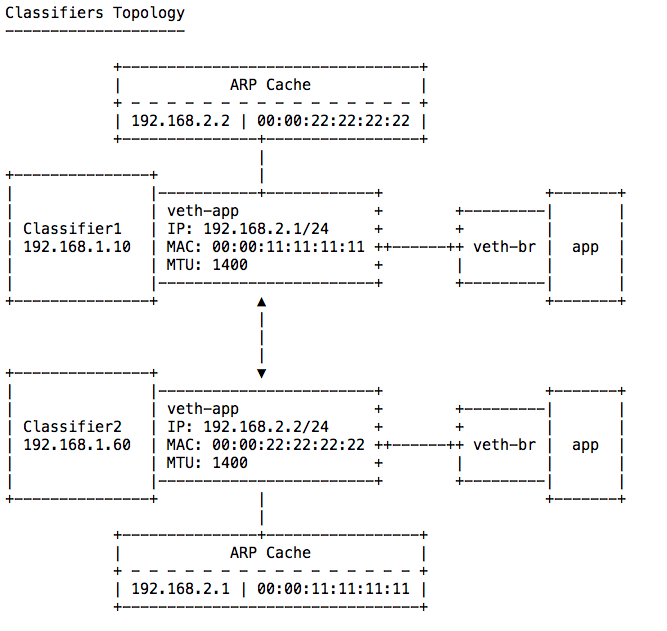 Classifiers Topology
ARP Cache
192.168.2.2 | 00:00:22:22:22:22
veth-app
IP: 192.168.2.1/24
Classifier1
192.168.1.10
MAC: 00:00:11:11:11:11
MTU: 1400
veth-br
app
veth-app
IP: 192.168.2.2/24
Classifier2
192.168.1.60
MAC: 00:00:22:22:22:22
MTU: 1400
veth-br
app
ARP Cache
192.168.2.1 | 00:00:11:11:11:11